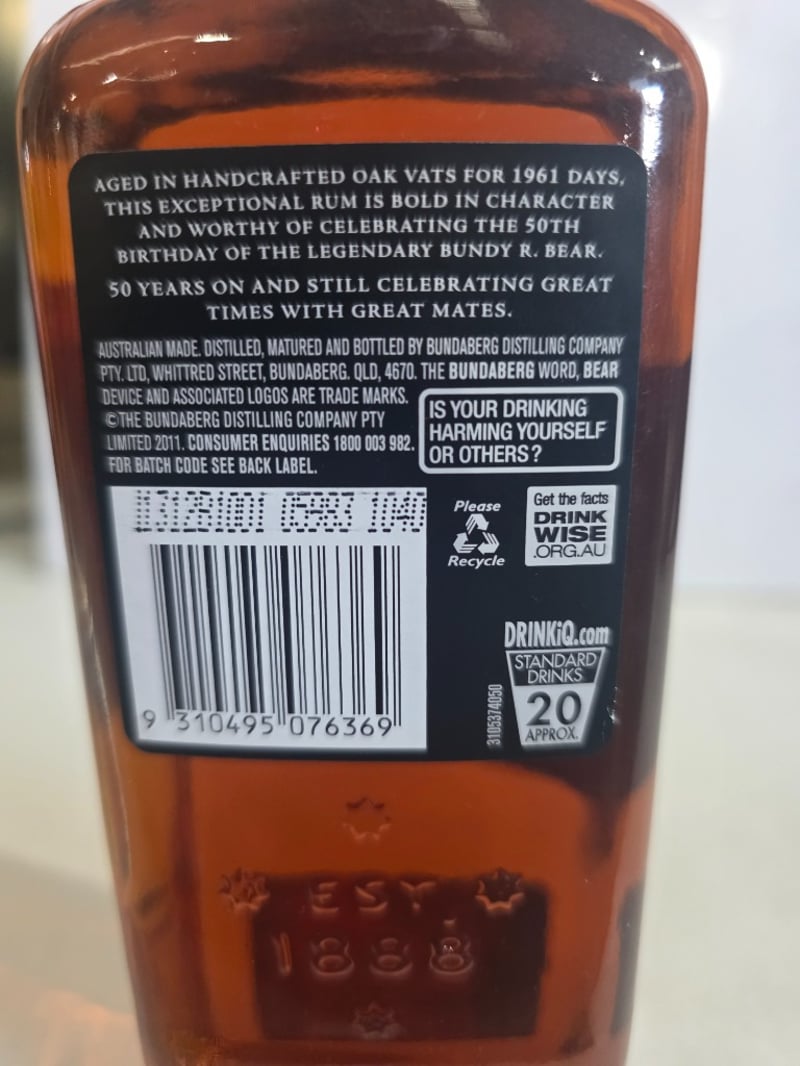 AGED IN HANDCRAFTED OAK VATS FOR 1961 DAYS,
THIS EXCEPTIONAL RUM IS BOLD IN CHARACTER
AND WORTHY OF CELEBRATING THE 50TH
BIRTHDAY OF THE LEGENDARY BUNDY R. BEAR.
50 YEARS ON AND STILL CELEBRATING GREAT
TIMES WITH GREAT MATES.
AUSTRALIAN MADE. DISTILLED, MATURED AND BOTTLED BY BUNDABERG DISTILLING COMPANY
PTY. LTD, WHITTRED STREET, BUNDABERG. QLD, 4670. THE BUNDABERG WORD, BEAR
DEVICE AND ASSOCIATED LOGOS ARE TRADE MARKS.
©THE BUNDABERG DISTILLING COMPANY PTY
LIMITED 2011. CONSUMER ENQUIRIES 1800 003 982.
FOR BATCH CODE SEE BACK LABEL.
IS YOUR DRINKING
HARMING YOURSELF
OR OTHERS?
Please
Recycle
Get the facts
DRINK
WISE
.ORG.AU
9 310495 076369
DRINKiQ.com
STANDARD
DRINKS
20
APPROX.
3105374050
EST.
1888